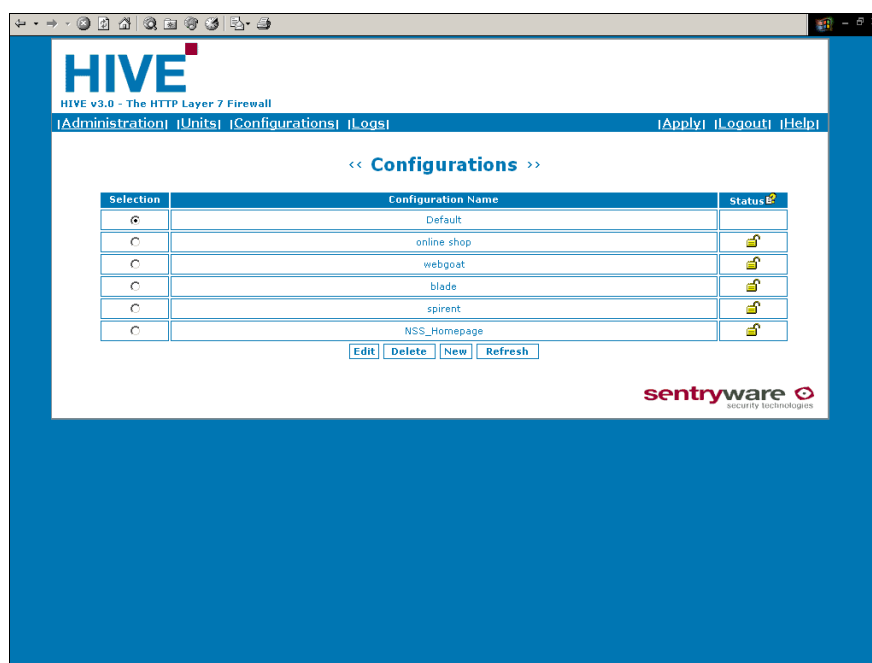 HIVE
HIVE v3.0 - The HTTP Layer 7 Firewall
|Administration| |Units| |Configurations| |Logs| |Apply| |Logout| |Help|
‹‹ Configurations ››
Selection Configuration Name Status
Default
online shop
webgoat
blade
spirent
NSS_Homepage
Edit Delete New Refresh
sentryware
security technologies